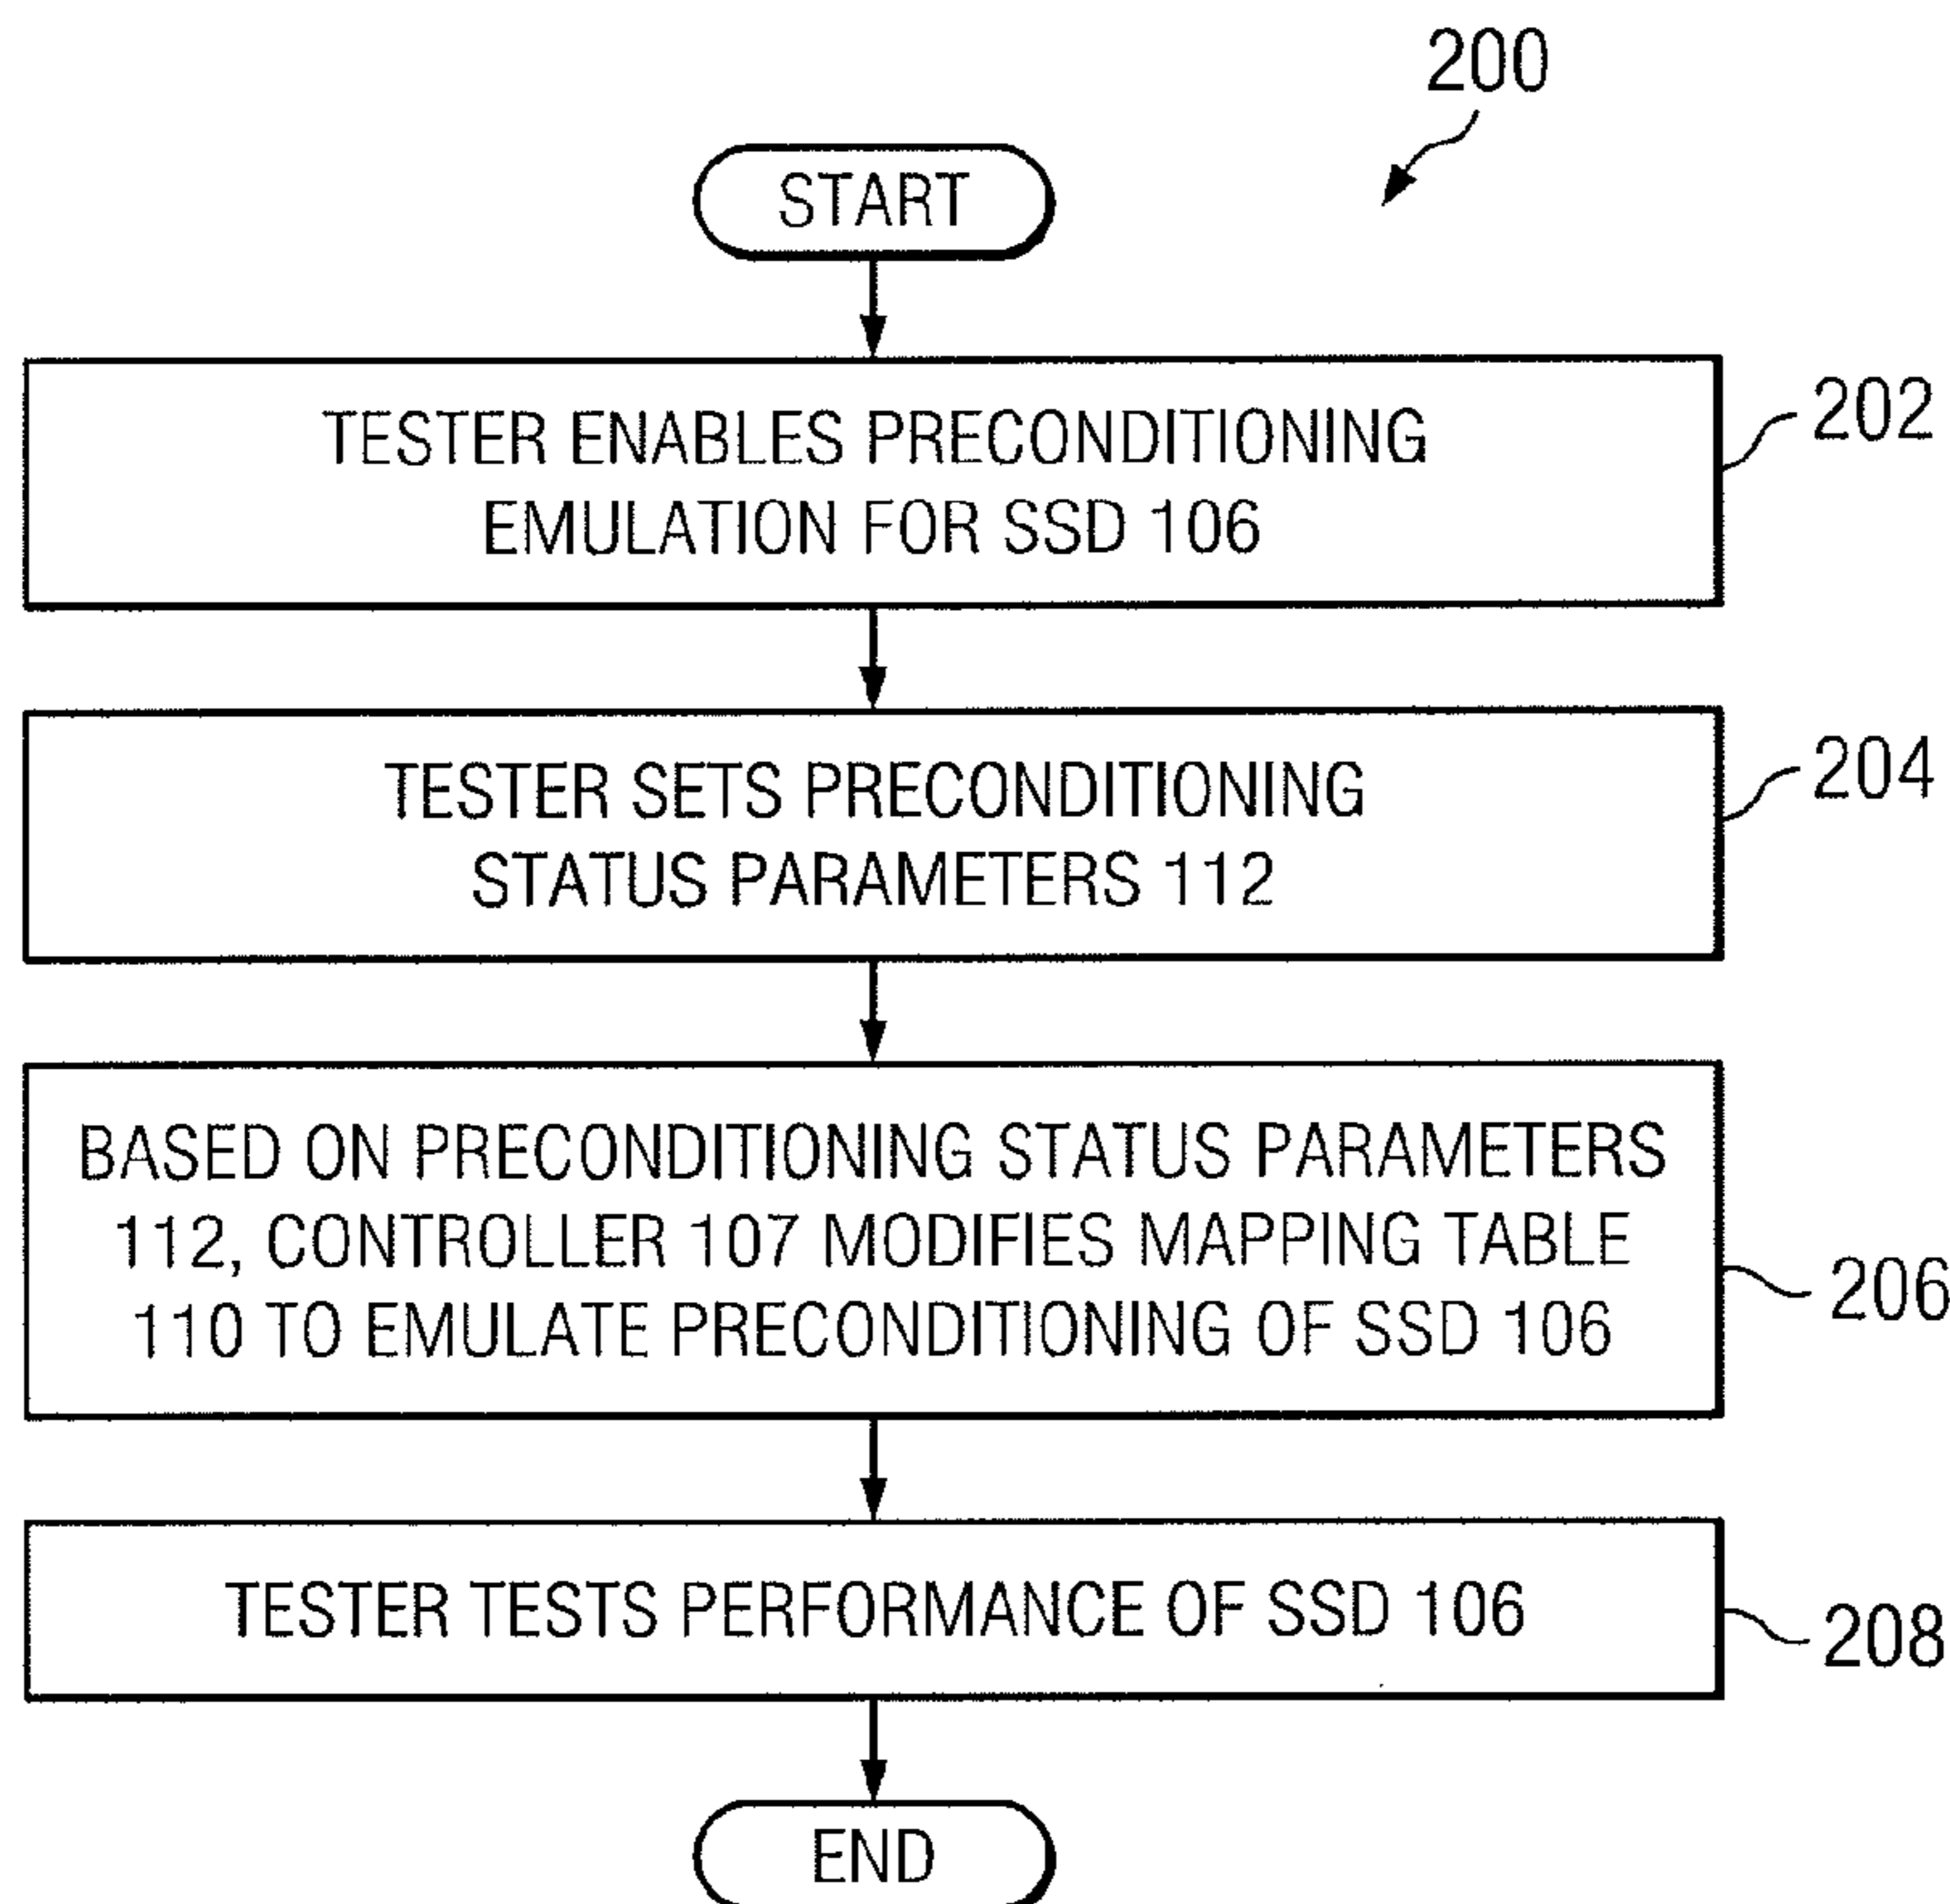 200
START
TESTER ENABLES PRECONDITIONING
EMULATION FOR SSD 106
202
TESTER SETS PRECONDITIONING
STATUS PARAMETERS 112
204
BASED ON PRECONDITIONING STATUS PARAMETERS
112, CONTROLLER 107 MODIFIES MAPPING TABLE
110 TO EMULATE PRECONDITIONING OF SSD 106
206
TESTER TESTS PERFORMANCE OF SSD 106
208
END